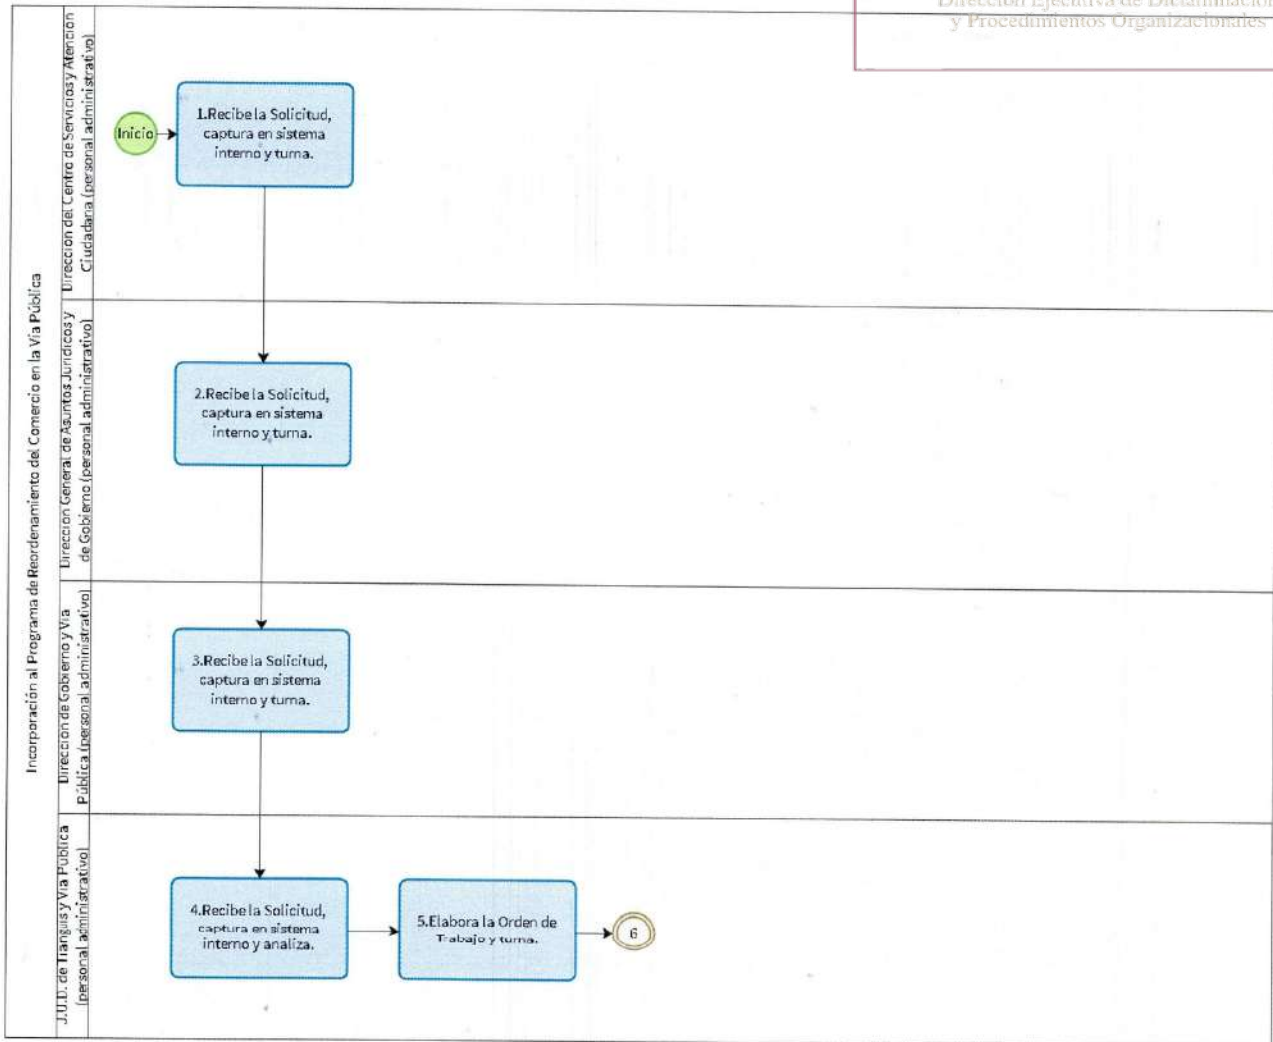 Dirección Ejecutiva de Dictaminación
y Procedimientos Organizacionales
Incorporación al Programa de Reordenamiento del Comercio en la Vía Pública
Dirección del Centro de Servicios y Atención
Ciudadana (personal administrativo)
Inicio
1.Recibe la Solicitud,
captura en sistema
interno y turna.
Dirección General de Asuntos Jurídicos y
de Gobierno (personal administrativo)
2.Recibe la Solicitud,
captura en sistema
interno y turna.
Dirección de Gobierno y Vía
Pública (personal administrativo)
3.Recibe la Solicitud,
captura en sistema
interno y turna.
J.U.D. de Tianguis y Vía Pública
(personal administrativo)
4.Recibe la Solicitud,
captura en sistema
interno y analiza.
5.Elabora la Orden de
Trabajo y turna.
6